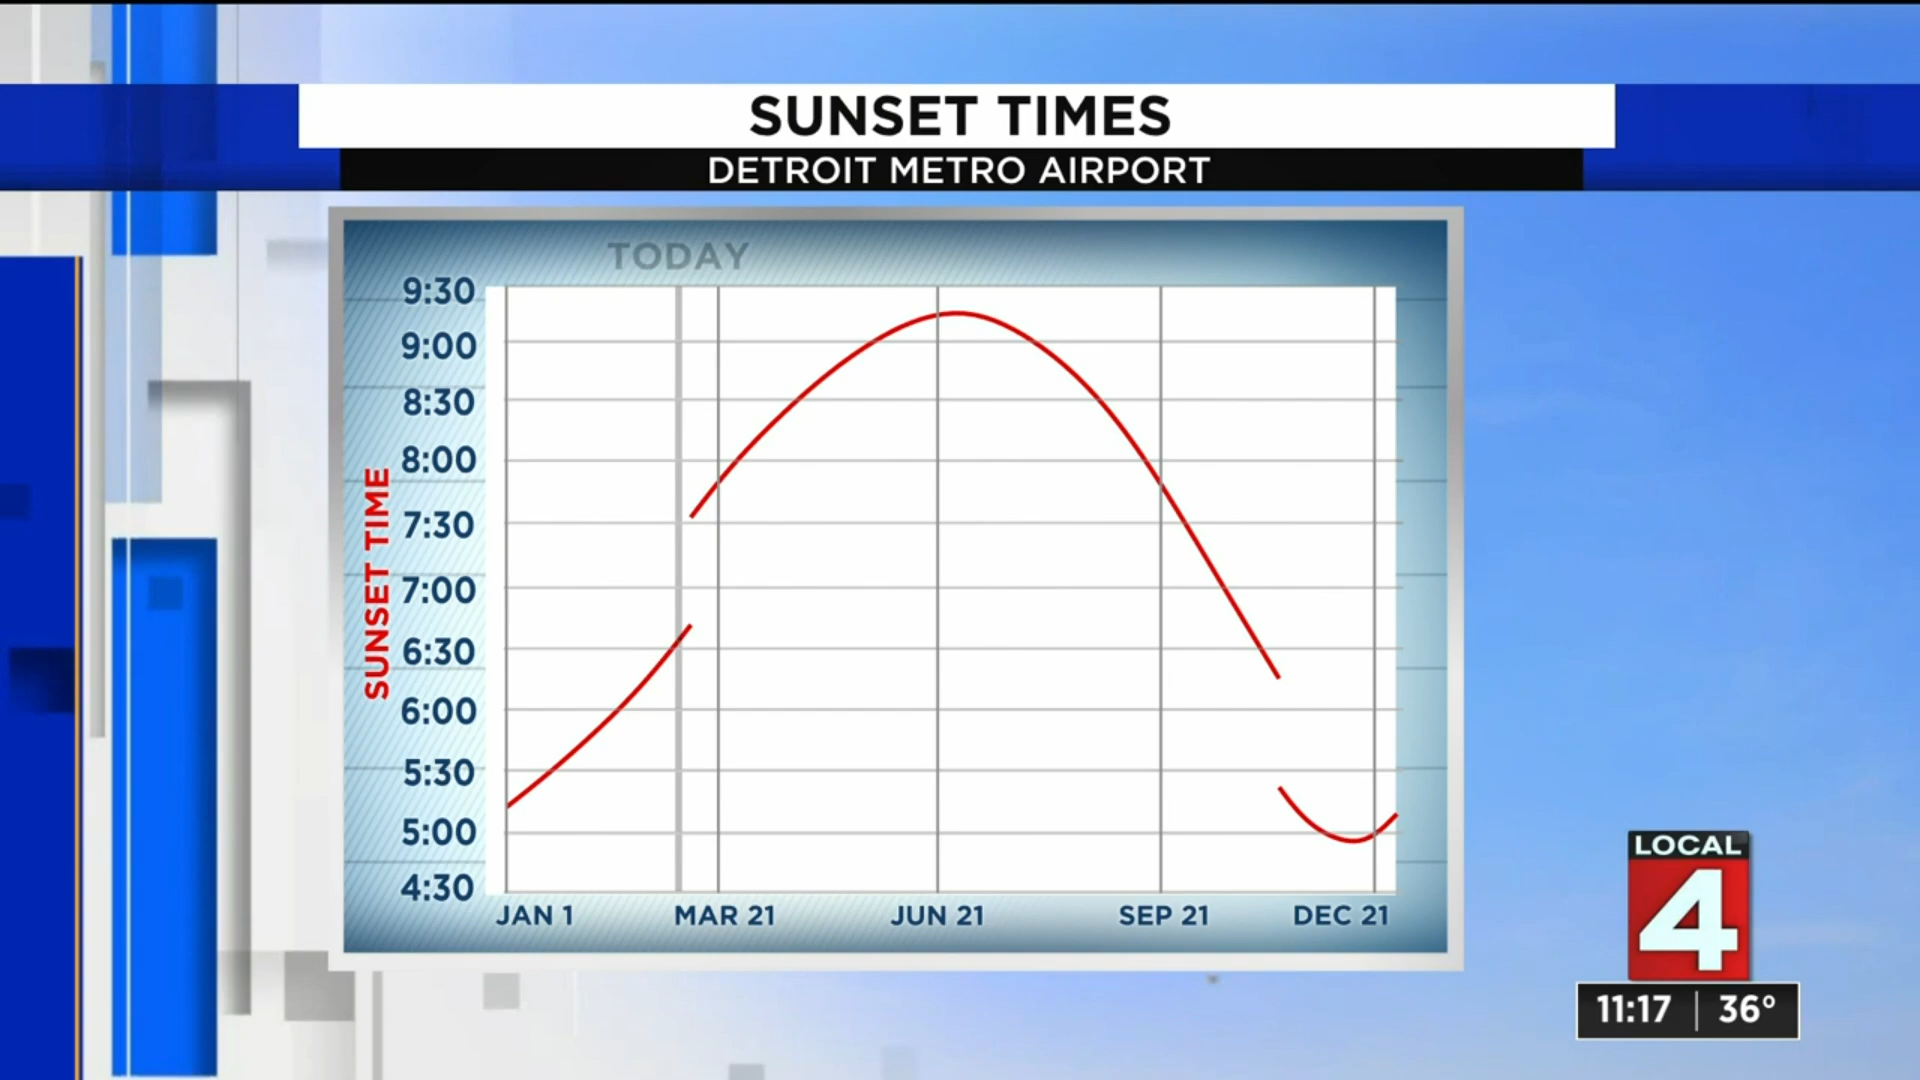 SUNSET TIMES
DETROIT METRO AIRPORT
TODAY
9:30
9:00
8:30
8:00
7:30
7:00
6:30
6:00
5:30
5:00
4:30
SUNSET TIME
JAN 1
MAR 21
JUN 21
SEP 21
DEC 21
LOCAL
4
11:17 | 36°